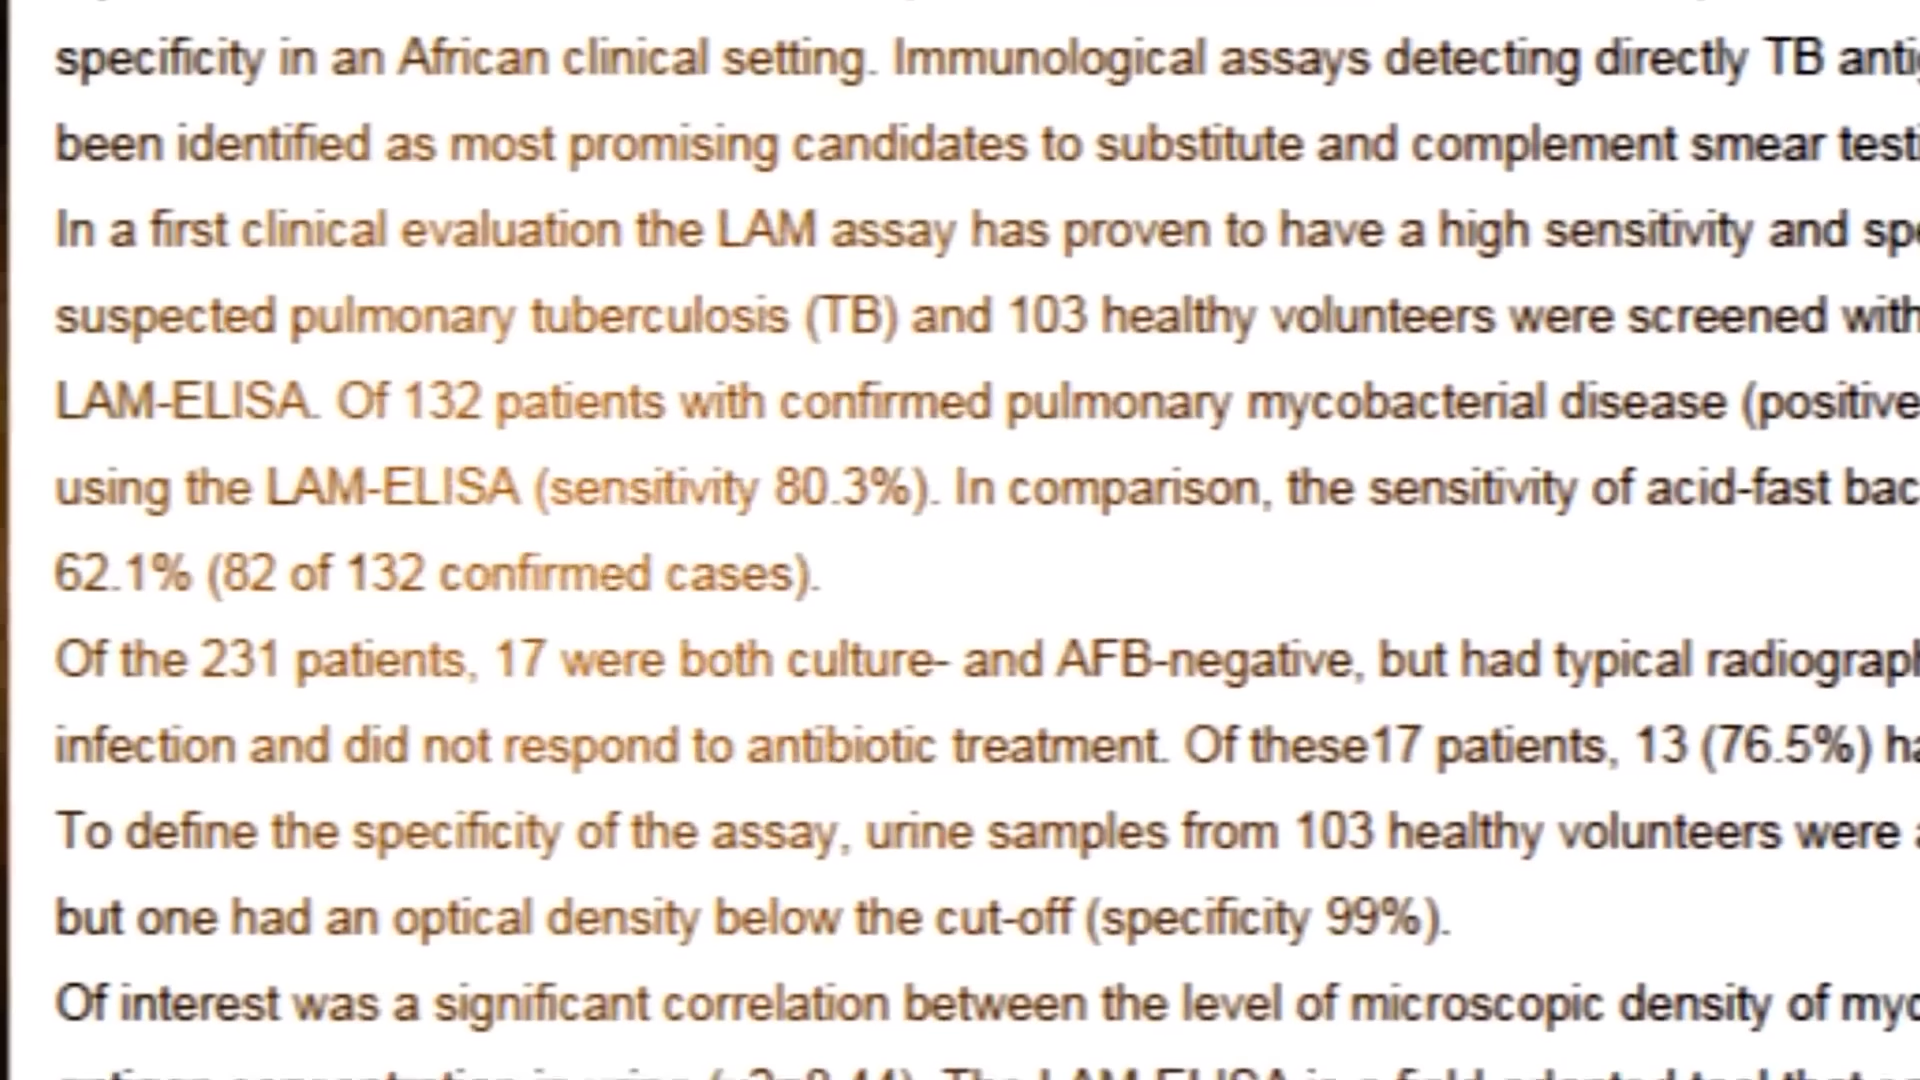 specificity in an African clinical setting. Immunological assays detecting directly TB
been identified as most promising candidates to substitute and complement smear
In a first clinical evaluation the LAM assay has proven to have a high sensitivity and
suspected pulmonary tuberculosis (TB) and 103 healthy volunteers were screened with
LAM-ELISA. Of 132 patients with confirmed pulmonary mycobacterial disease (positive
using the LAM-ELISA (sensitivity 80.3%). In comparison, the sensitivity of acid-fast
62.1% (82 of 132 confirmed cases).
Of the 231 patients, 17 were both culture- and AFB-negative, but had typical
infection and did not respond to antibiotic treatment. Of these17 patients, 13 (76.5%)
To define the specificity of the assay, urine samples from 103 healthy volunteers were
but one had an optical density below the cut-off (specificity 99%).
Of interest was a significant correlation between the level of microscopic density of